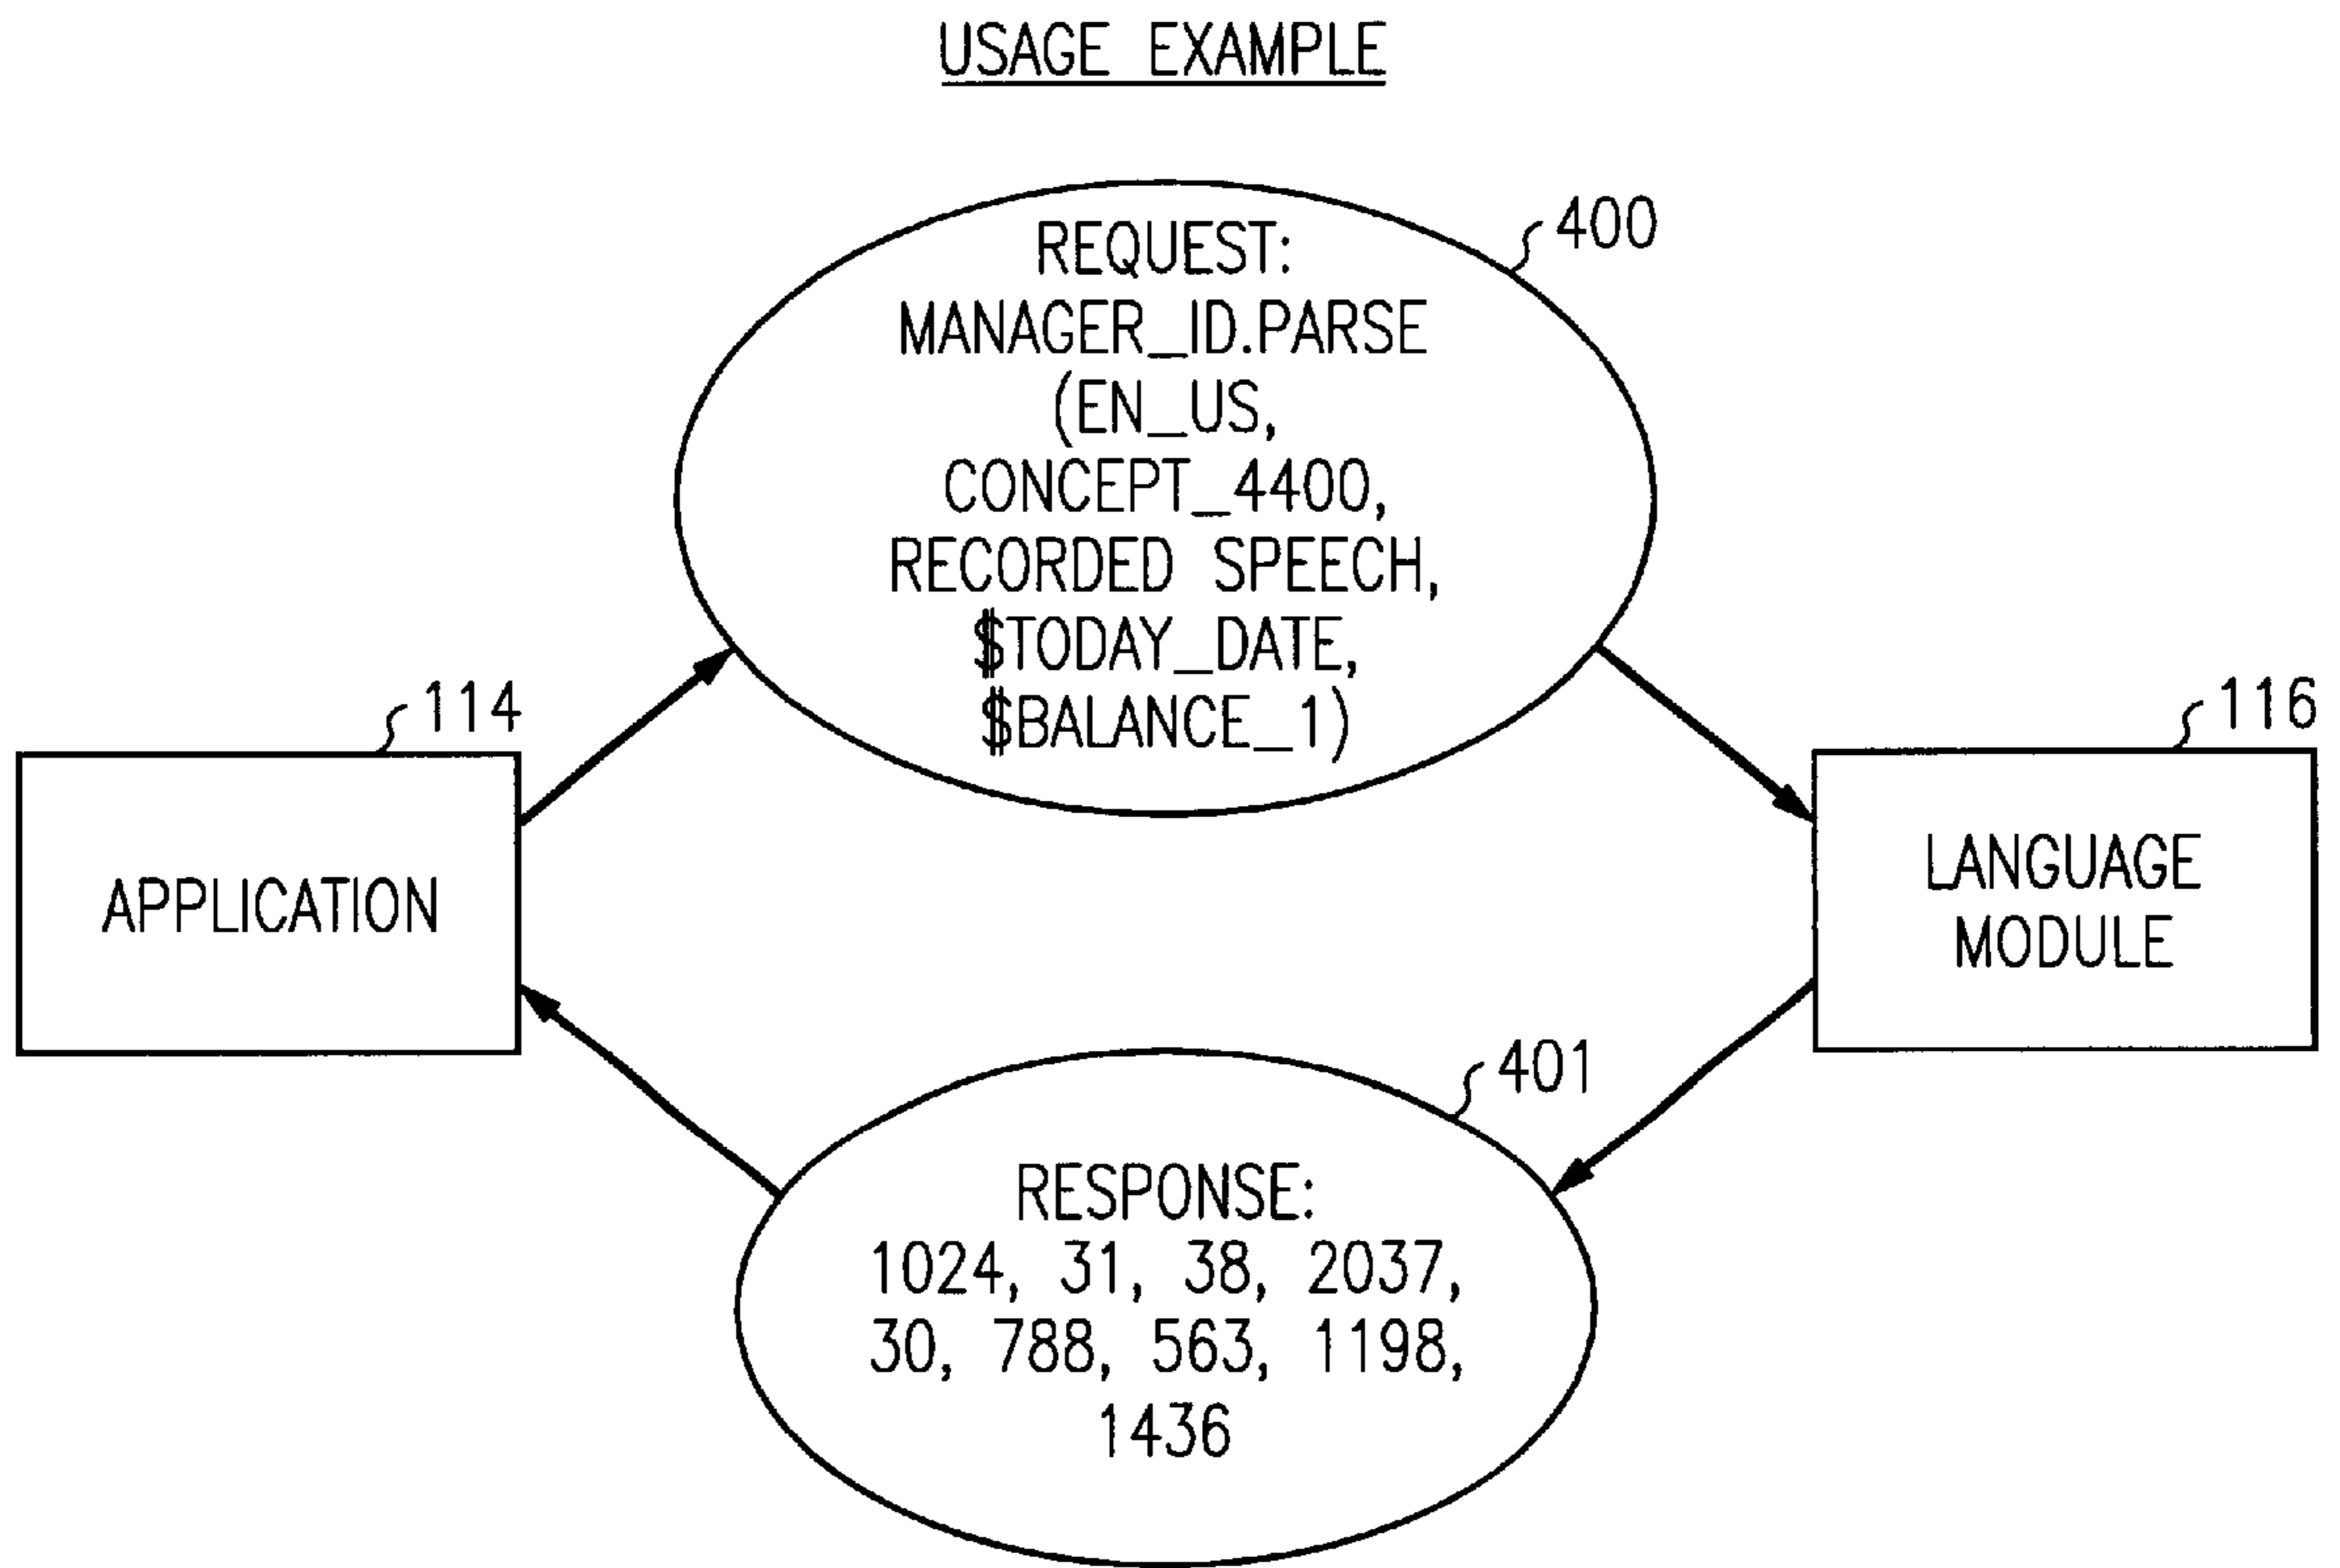 USAGE EXAMPLE
400
REQUEST:
MANAGER_ID.PARSE
(EN_US,
CONCEPT_4400,
RECORDED SPEECH,
$TODAY_DATE,
$BALANCE_1)
114
APPLICATION
116
LANGUAGE
MODULE
401
RESPONSE:
1024, 31, 38, 2037,
30, 788, 563, 1198,
1436